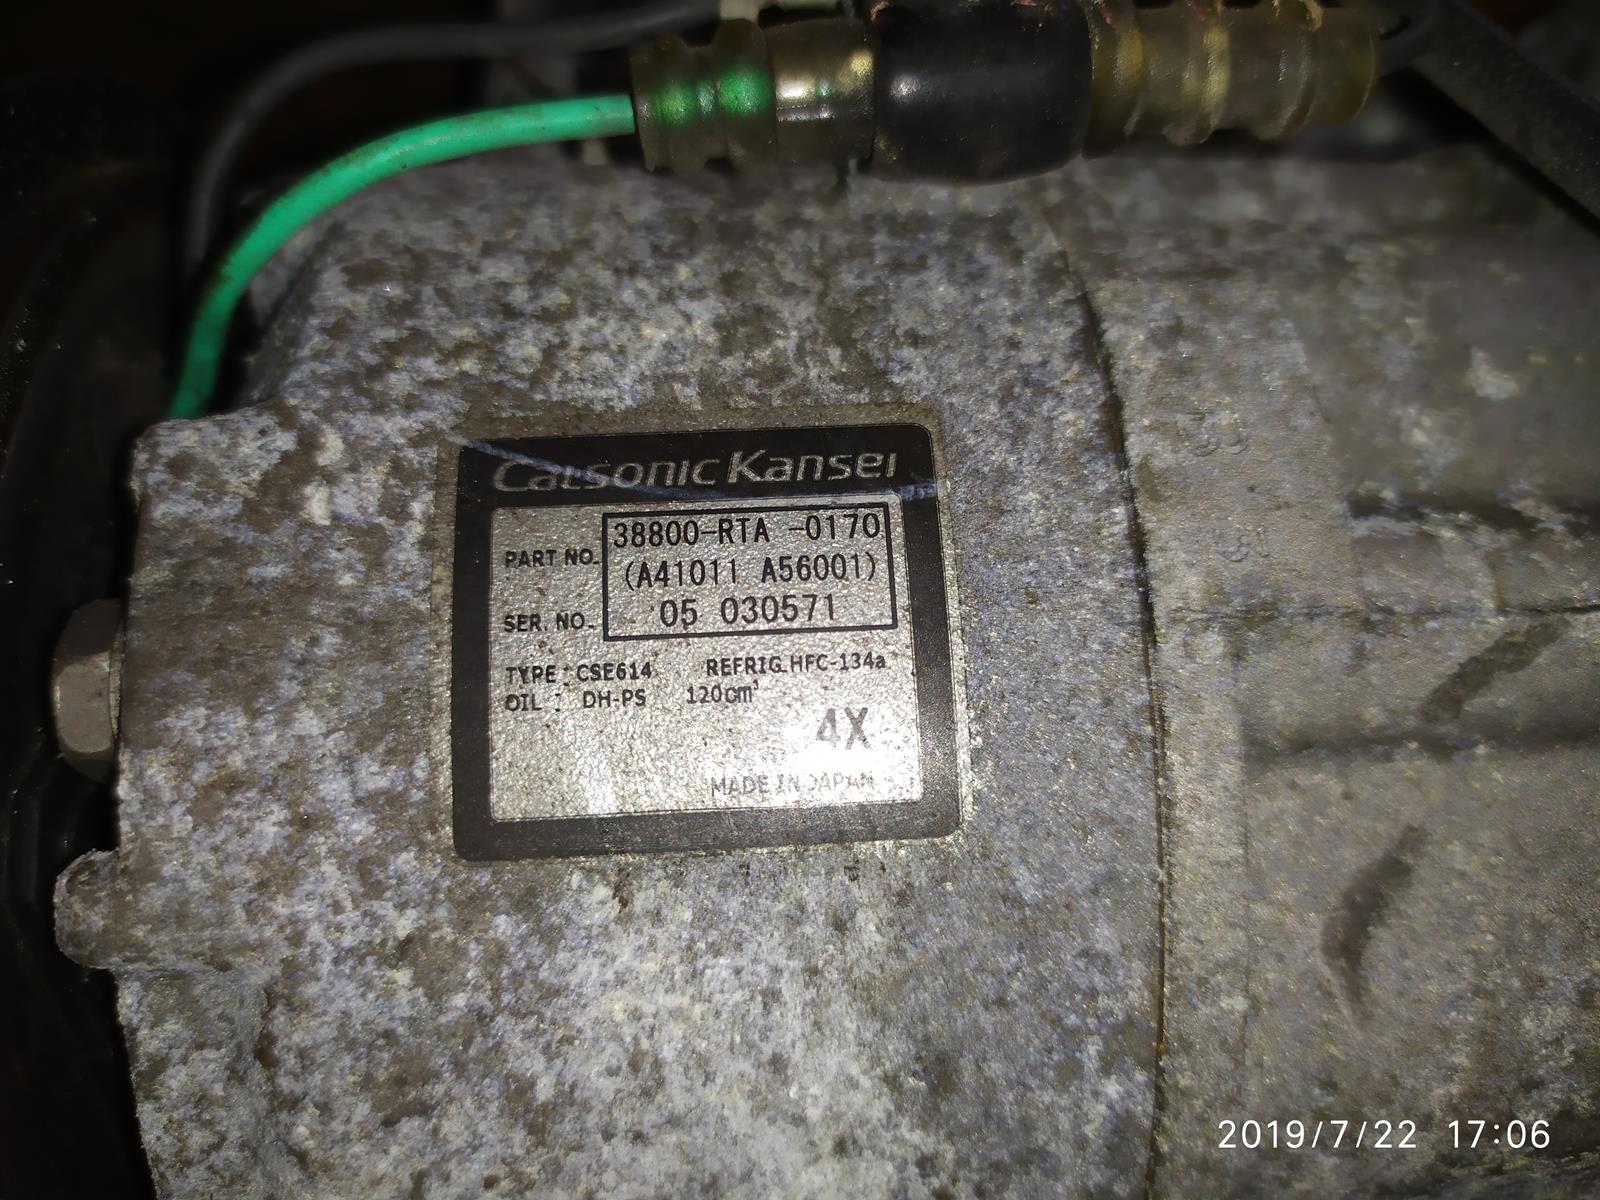 Calsonic Kansei
PART NO. 38800-RTA -0170
(A41011 A56001)
SER. NO. 05 030571
TYPE : CSE614 REFRIG.HFC-134a
OIL : DH-PS 120cm³
4X
MADE IN JAPAN
2019/7/22 17:06